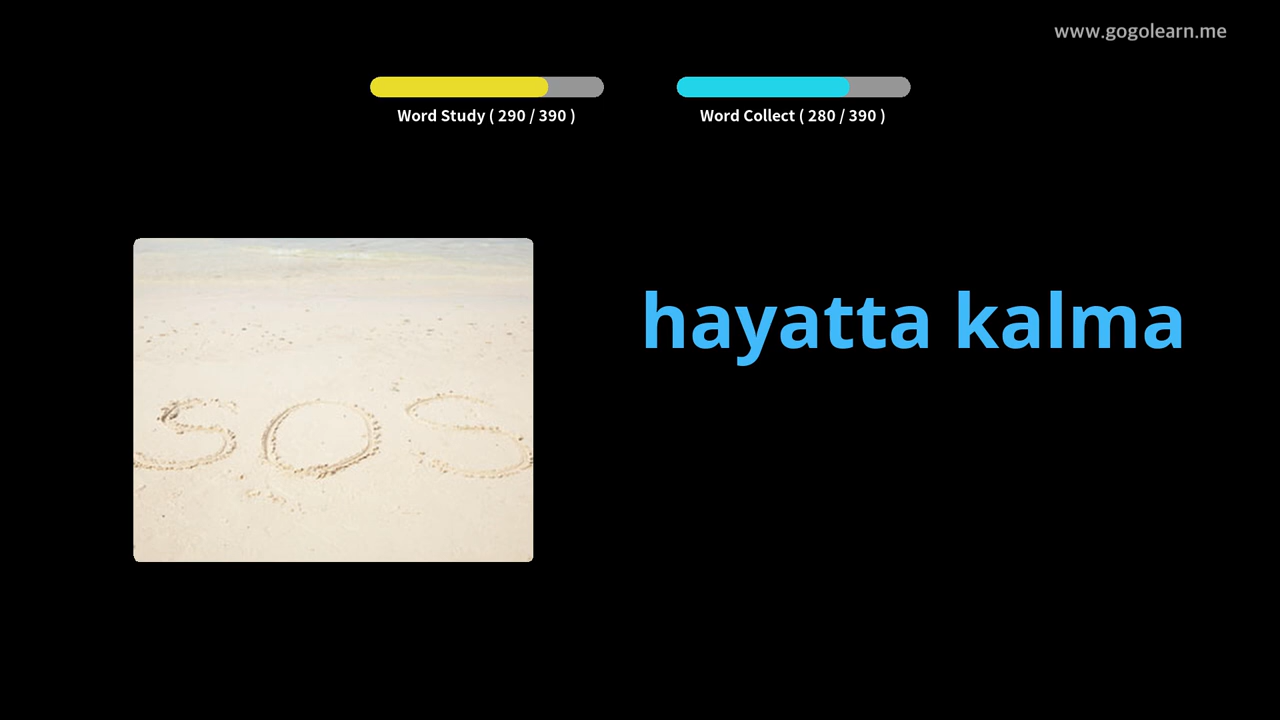 www.gogolearn.me
Word Study ( 290 / 390 )
Word Collect ( 280 / 390 )
SOS
hayatta kalma